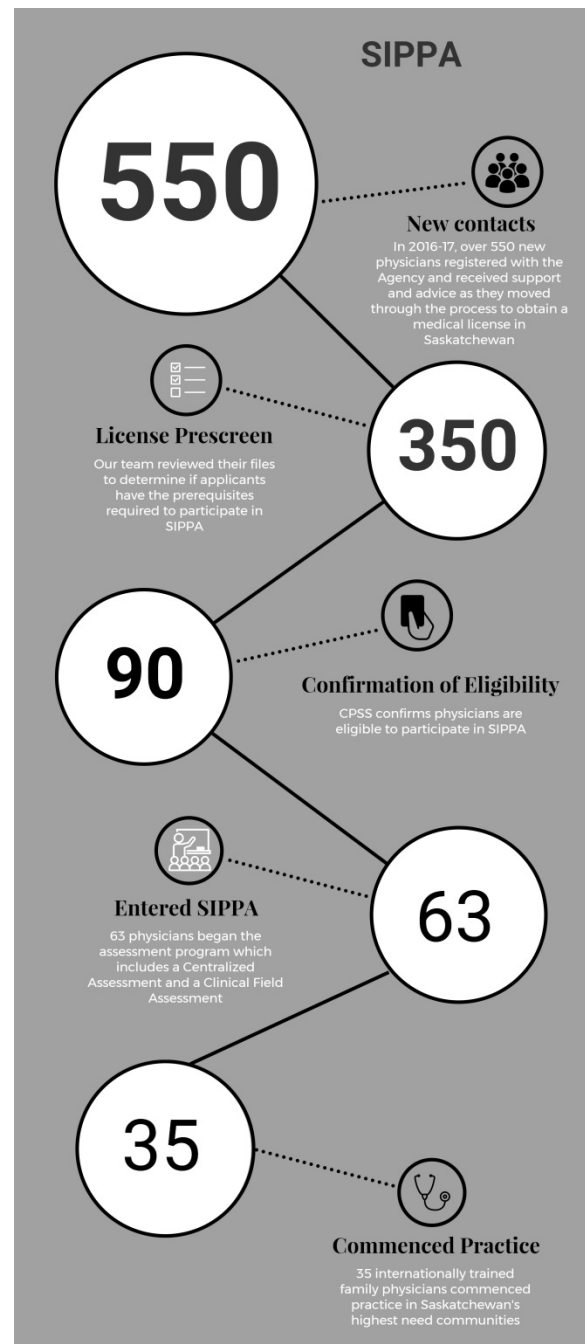 SIPPA
550
New contacts
In 2016-17, over 550 new
physicians registered with the
Agency and received support
and advice as they moved
through the process to obtain a
medical license in
Saskatchewan
350
License Prescreen
Our team reviewed their files
to determine if applicants
have the prerequisites
required to participate in
SIPPA
90
Confirmation of Eligibility
CPSS confirms physicians are
eligible to participate in SIPPA
63
Entered SIPPA
63 physicians began the
assessment program which
includes a Centralized
Assessment and a Clinical Field
Assessment
35
Commenced Practice
35 internationally trained
family physicians commenced
practice in Saskatchewan's
highest need communities